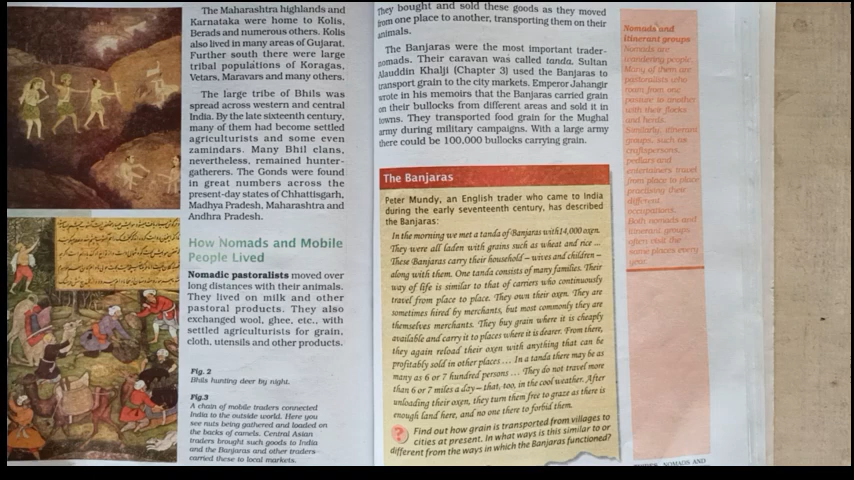 The Maharashtra highlands and
Karnataka were home to Kolis,
Berads and numerous others. Kolis
also lived in many areas of Gujarat.
Further south there were large
tribal populations of Koragas,
Vetars, Maravars and many others.
The large tribe of Bhils was
spread across western and central
India. By the late sixteenth century,
many of them had become settled
agriculturists and some even
zamindars. Many Bhil clans,
nevertheless, remained hunter-
gatherers. The Gonds were found
in great numbers across the
present-day states of Chhattisgarh,
Madhya Pradesh, Maharashtra and
Andhra Pradesh.
How Nomads and Mobile
People Lived
Nomadic pastoralists moved over
long distances with their animals.
They lived on milk and other
pastoral products. They also
exchanged wool, ghee, etc., with
settled agriculturists for grain,
cloth, utensils and other products.
Fig. 2
Bhils hunting deer by night.
Fig.3
A chain of mobile traders connected
India to the outside world. Here you
see nuts being gathered and loaded on
the backs of camels. Central Asian
traders brought such goods to India
and the Banjaras and other traders
carried these to local markets.
They bought and sold these goods as they moved
from one place to another, transporting them on their
animals.
The Banjaras were the most important trader-
nomads. Their caravan was called tanda. Sultan
Alauddin Khalji (Chapter 3) used the Banjaras to
transport grain to the city markets. Emperor Jahangir
wrote in his memoirs that the Banjaras carried grain
on their bullocks from different areas and sold it in
towns. They transported food grain for the Mughal
army during military campaigns. With a large army
there could be 100,000 bullocks carrying grain.
The Banjaras
Peter Mundy, an English trader who came to India
during the early seventeenth century, has described
the Banjaras:
In the morning we met a tanda of Banjaras with 14,000 oxen.
They were all laden with grains such as wheat and rice ...
These Banjaras carry their household – wives and children –
along with them. One tanda consists of many families. Their
way of life is similar to that of carriers who continuously
travel from place to place. They own their oxen. They are
sometimes hired by merchants, but most commonly they are
themselves merchants. They buy grain where it is cheaply
available and carry it to places where it is dearer. From there,
they again reload their oxen with anything that can be
profitably sold in other places ... In a tanda there may be as
many as 6 or 7 hundred persons ... They do not travel more
than 6 or 7 miles a day – that, too, in the cool weather. After
unloading their oxen, they turn them free to graze as there is
enough land here, and no one there to forbid them.
? Find out how grain is transported from villages to
cities at present. In what ways is this similar to or
different from the ways in which the Banjaras functioned?
Nomads and
itinerant groups
Nomads are
wandering people.
Many of them are
pastoralists who
roam from one
pasture to another
with their flocks
and herds.
Similarly, itinerant
groups, such as
craftspersons,
pedlars and
entertainers travel
from place to place
practising their
different
occupations.
Both nomads and
itinerant groups
often visit the
same places every
year.
NOMADS AND